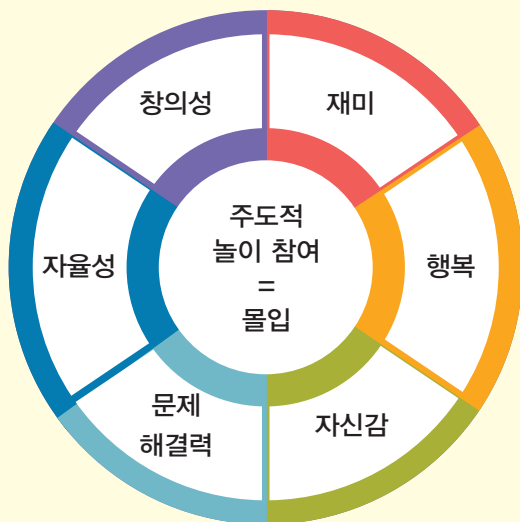 창의성
재미
주도적
놀이 참여
=
몰입
자율성
행복
문제
해결력
자신감